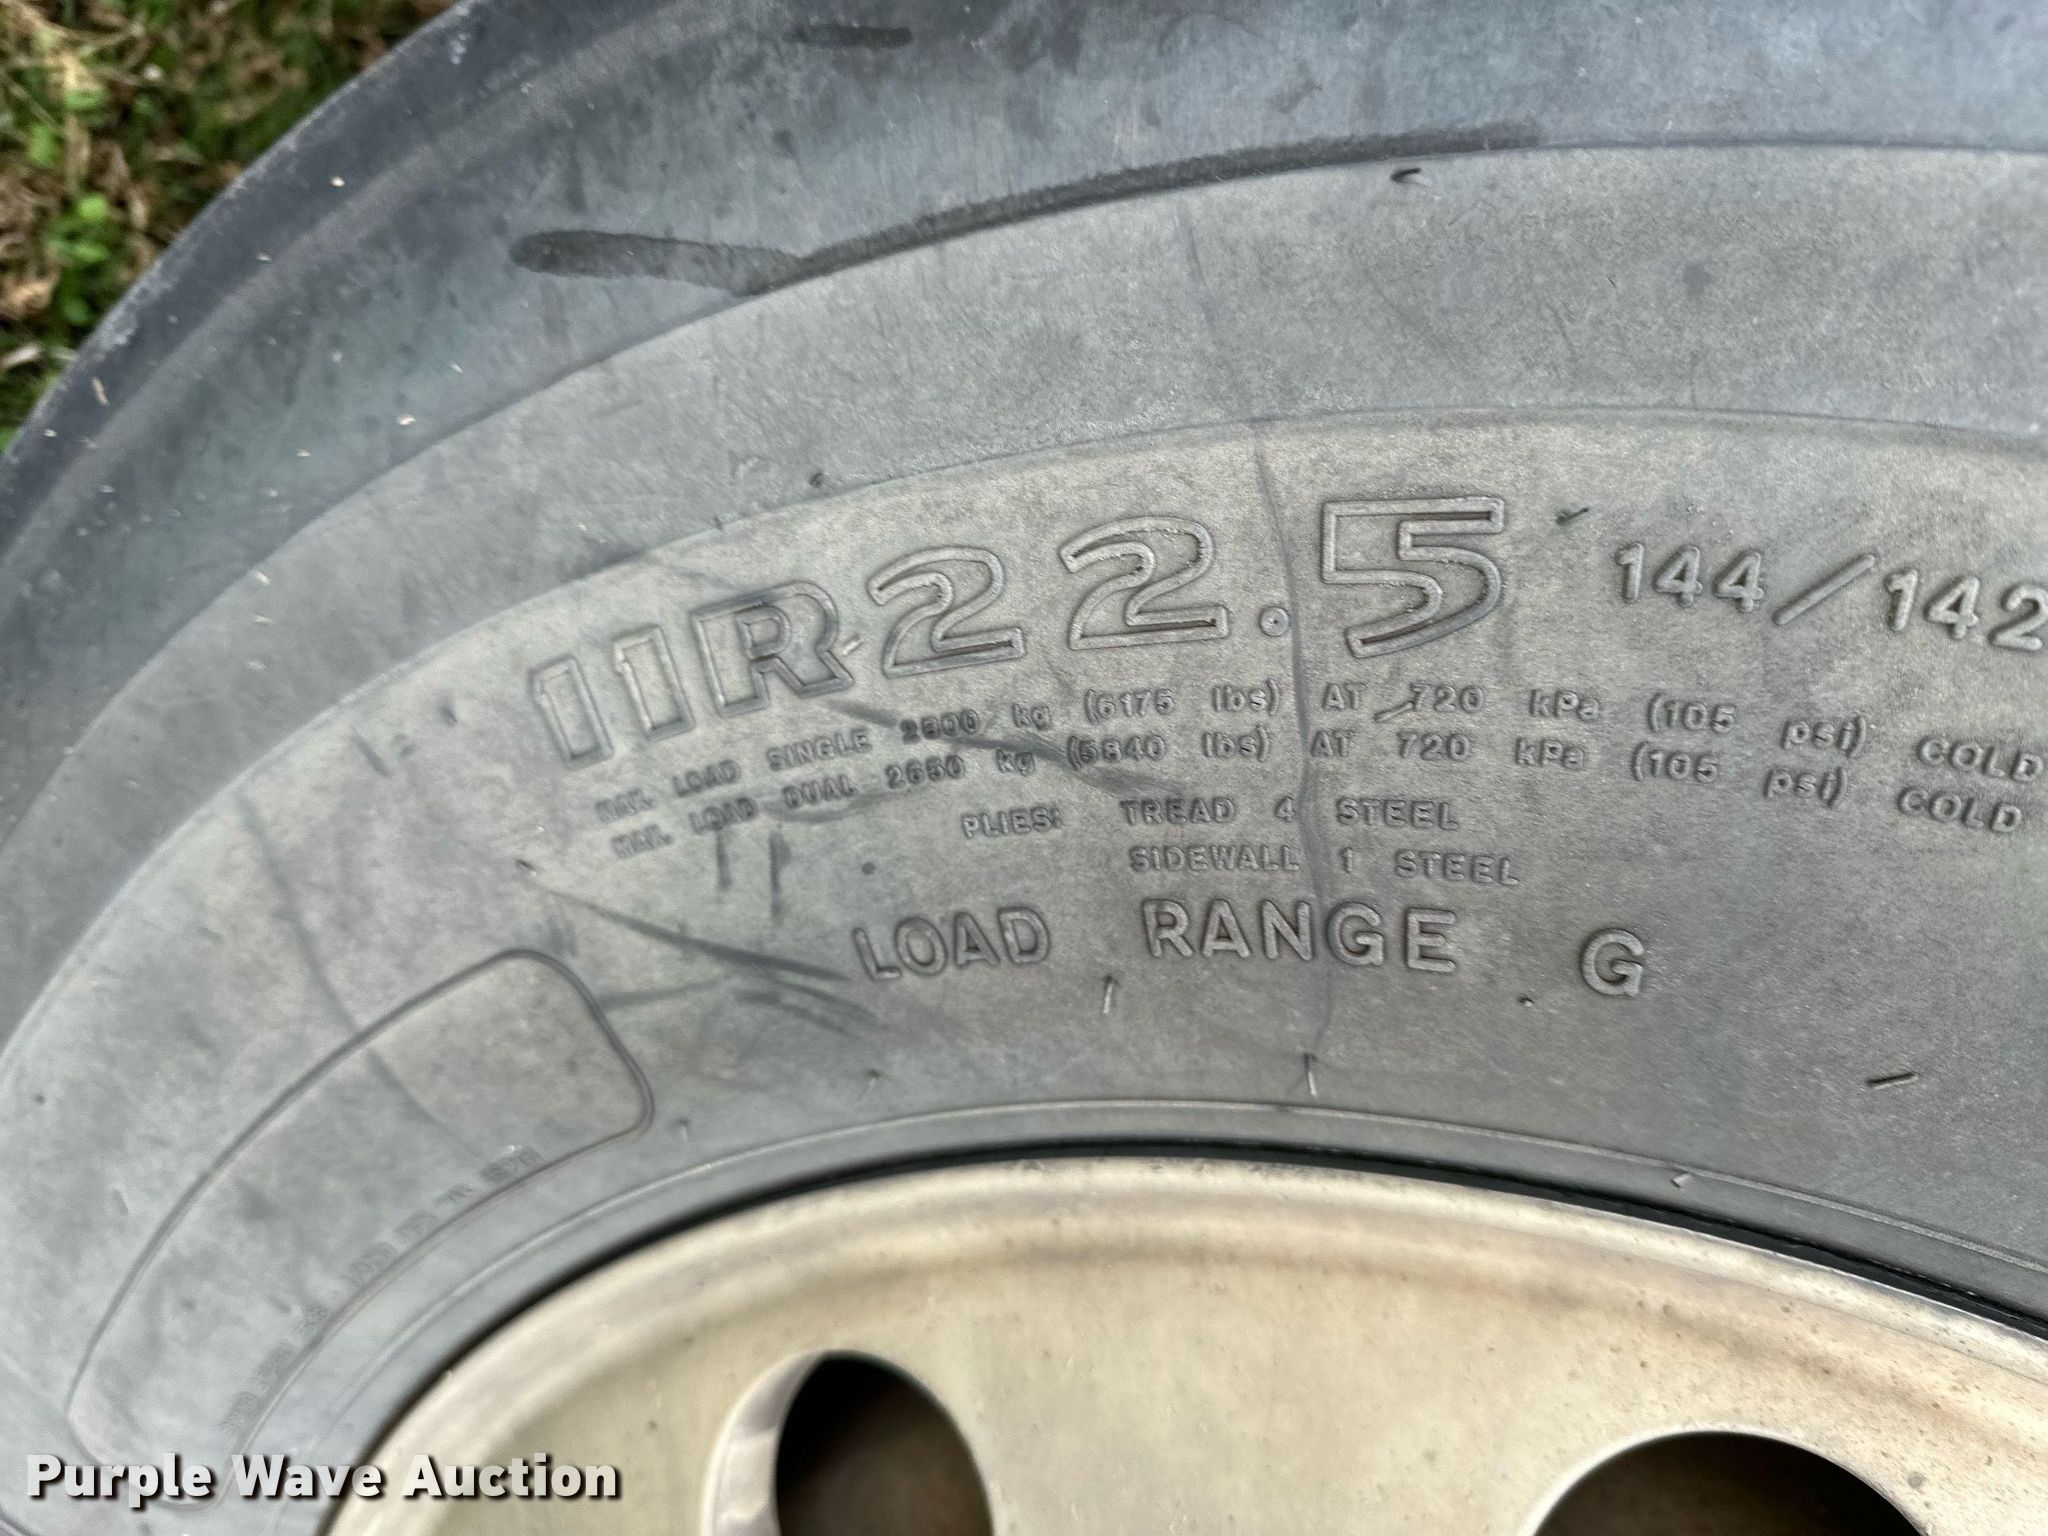 11R22.5 144/142
MAX. LOAD SINGLE 2800 kg (6175 lbs) AT 720 kPa (105 psi) COLD
MAX. LOAD DUAL 2650 kg (5840 lbs) AT 720 kPa (105 psi) COLD
PLIES: TREAD 4 STEEL
SIDEWALL 1 STEEL
LOAD RANGE G
Purple Wave Auction